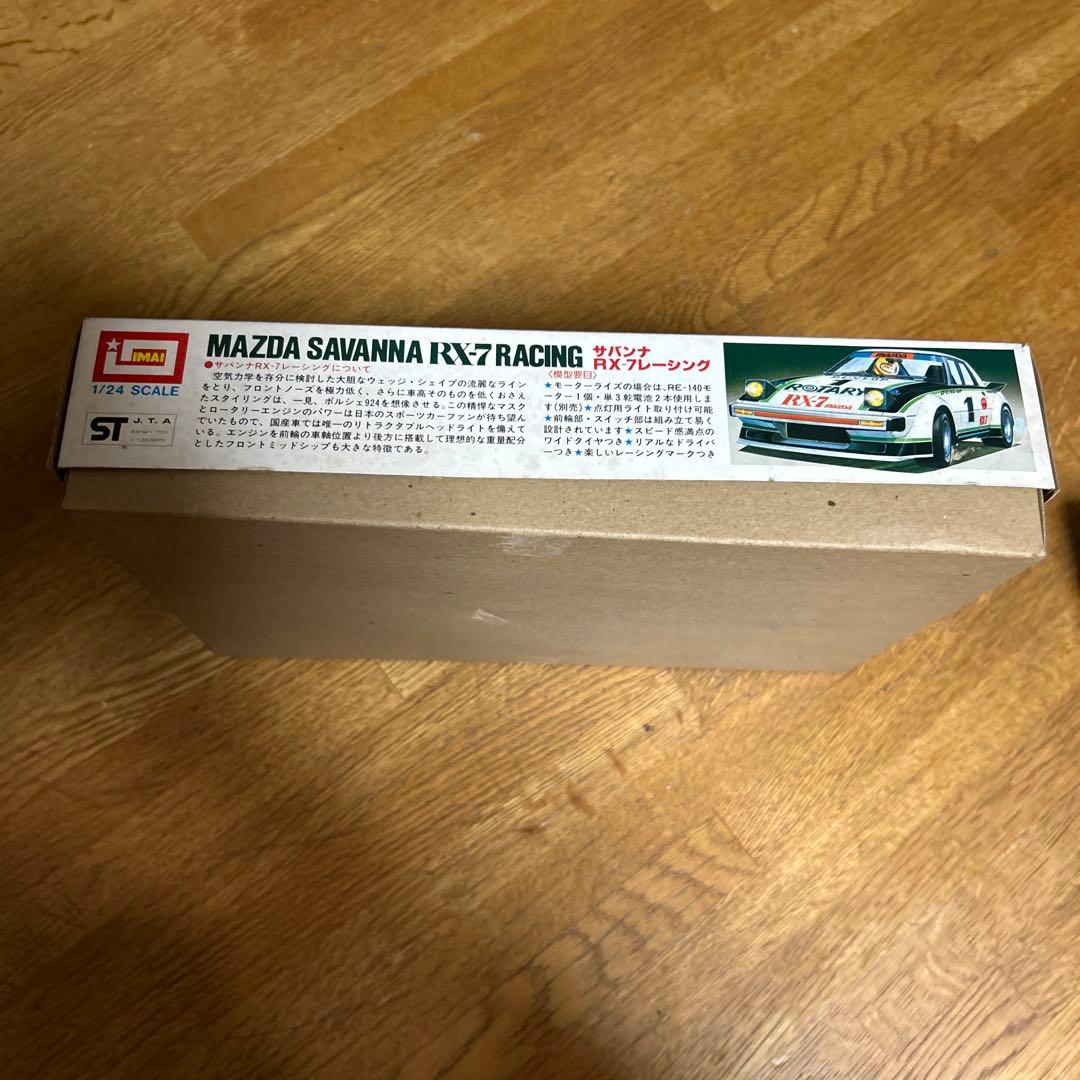 IMAI
1/24 SCALE
ST
J.T.A
MAZDA SAVANNA RX-7 RACING
サバンナ
RX-7レーシング
●サバンナRX-7レーシングについて
空気力学を存分に検討した大胆なウェッジ・シェイプの流麗なライン
をとり、フロントノーズを極力低く、さらに車高そのものを低くおさえ
たスタイリングは、一見、ポルシェ924を想像させる。この精悍なマスク
とロータリーエンジンのパワーは日本のスポーツカーファンが待ち望ん
でいたもので、国産車では唯一のリトラクタブルヘッドライトを備えて
いる。エンジンを前輪の車軸位置より後方に搭載して理想的な重量配分
としたフロントミッドシップも大きな特徴である。
〈模型要目〉
★モーターライズの場合は、RE-140モ
ーター1個・単3乾電池2本使用しま
す(別売)★点灯用ライト取り付け可能
★前輪部・スイッチ部は組み立て易く
設計されています★スピード感満点の
ワイドタイヤつき★リアルなドライバ
ーつき★楽しいレーシングマークつき
mazda
ROTARY
RX-7 mazda
DUNLOP
1